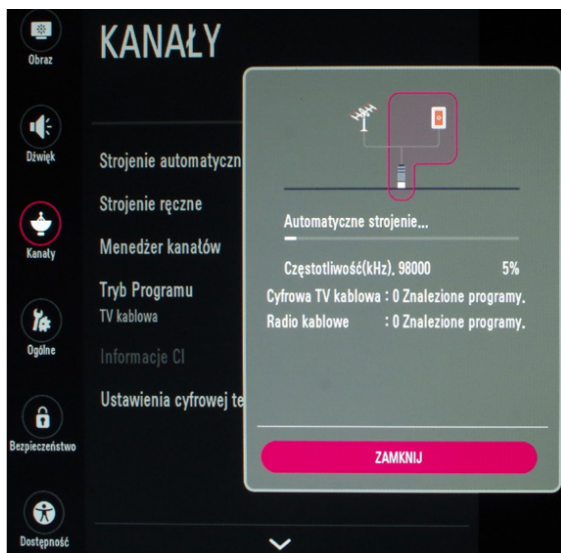 KANAŁY
Obraz
Dźwięk
Kanały
Ogólne
Bezpieczeństwo
Dostępność
Strojenie automatyczn
Strojenie ręczne
Menedżer kanałów
Tryb Programu
TV kablowa
Informacje CI
Ustawienia cyfrowej te
Automatyczne strojenie...
Częstotliwość(kHz), 98000 5%
Cyfrowa TV kablowa : 0 Znalezione programy.
Radio kablowe : 0 Znalezione programy.
ZAMKNIJ